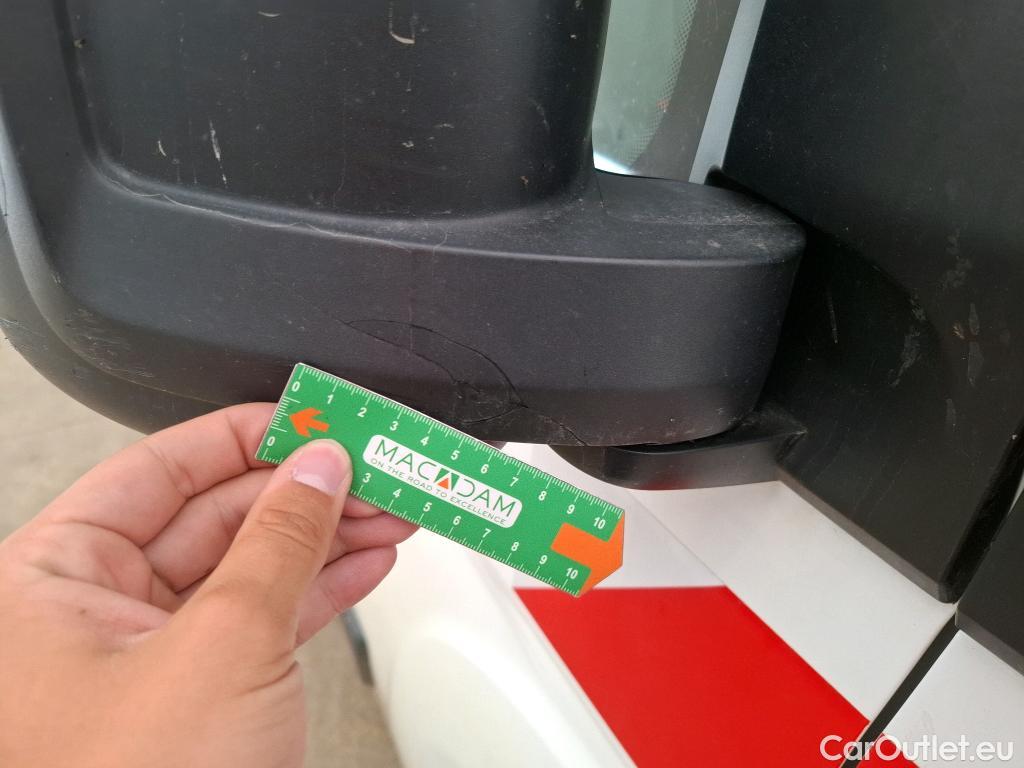 0 1 2 3 4 5 6 7 8 9 10
MACADAM
ON THE ROAD TO EXCELLENCE
0 3 4 5 6 7 8 9 10
CarOutlet.eu